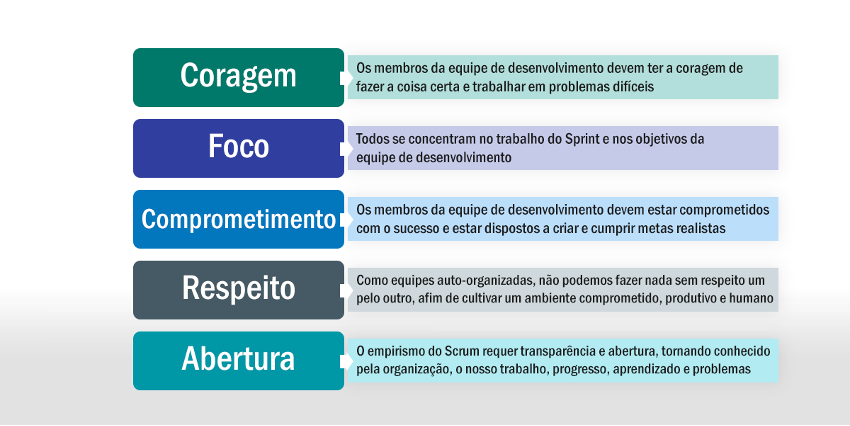 Coragem
Os membros da equipe de desenvolvimento devem ter a coragem de
fazer a coisa certa e trabalhar em problemas difíceis
Foco
Todos se concentram no trabalho do Sprint e nos objetivos da
equipe de desenvolvimento
Comprometimento
Os membros da equipe de desenvolvimento devem estar comprometidos
com o sucesso e estar dispostos a criar e cumprir metas realistas
Respeito
Como equipes auto-organizadas, não podemos fazer nada sem respeito um
pelo outro, afim de cultivar um ambiente comprometido, produtivo e humano
Abertura
O empirismo do Scrum requer transparência e abertura, tornando conhecido
pela organização, o nosso trabalho, progresso, aprendizado e problemas